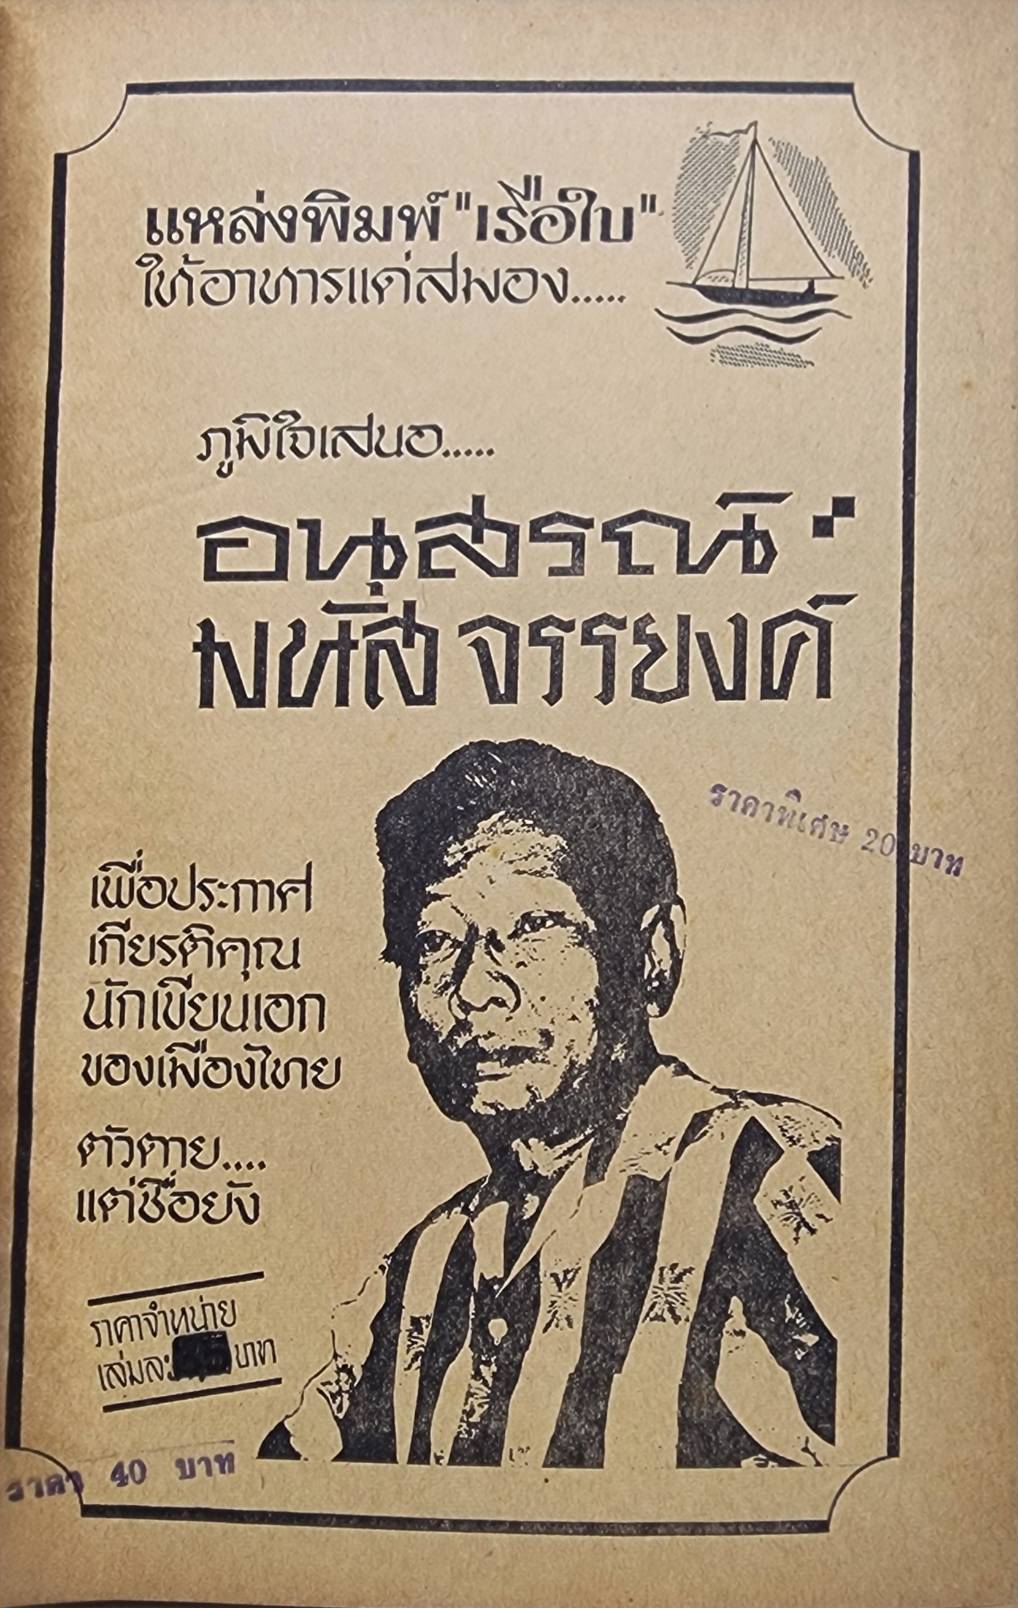 แหล่งพิมพ์ "เรือใบ"
ให้อาหารแด่สมอง.....
ภูมิใจเสนอ.....
อนุสรณ์ :
มนัส จรรยงค์
ราคาพิเศษ 20 บาท
เพื่อประกาศ
เกียรติคุณ
นักเขียนเอก
ของเมืองไทย
ตัวตาย....
แต่ชื่อยัง
ราคาจำหน่าย
เล่มละ บาท
ราคา 40 บาท